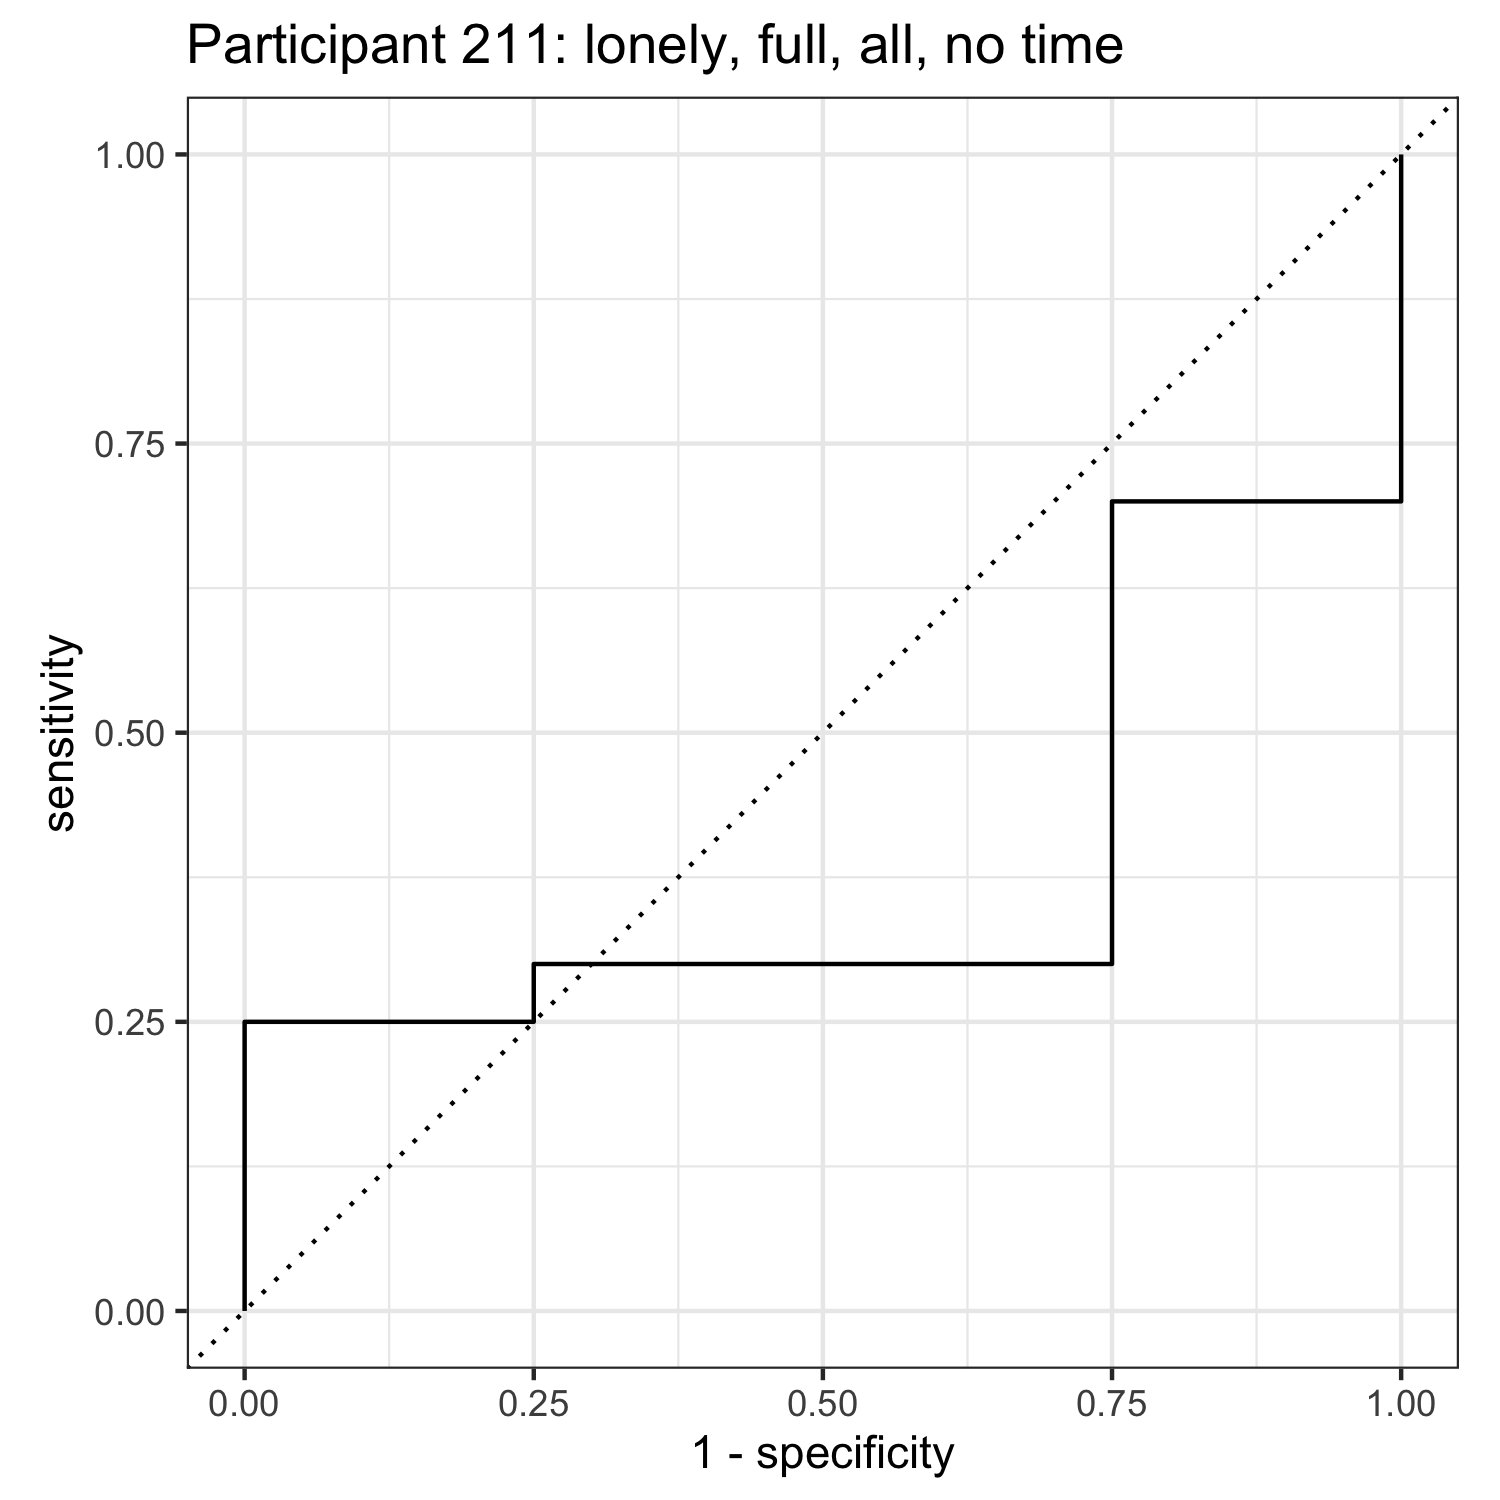 Participant 211: lonely, full, all, no time
1.00
0.75
0.50
0.25
0.00
sensitivity
0.00 0.25 0.50 0.75 1.00
1 - specificity